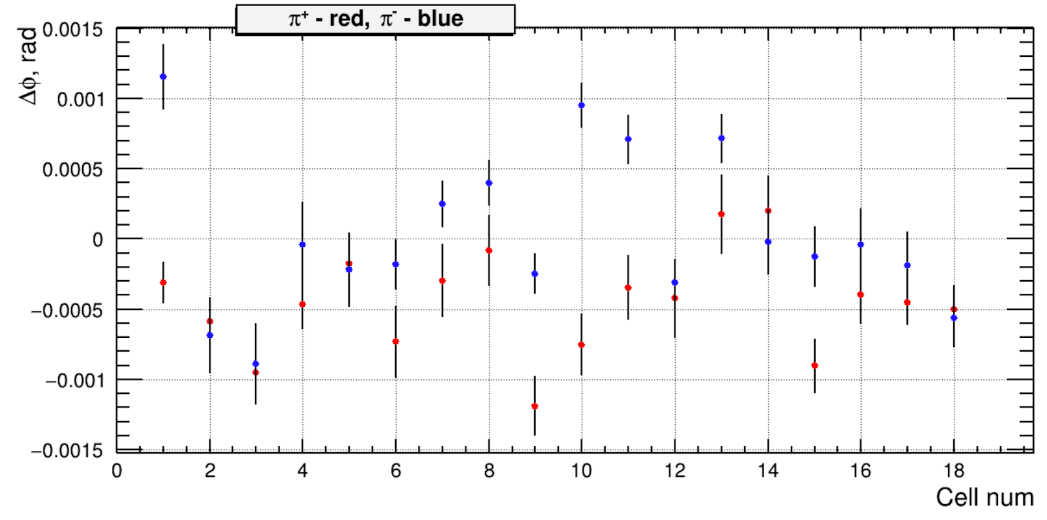 π⁺ - red, π⁻ - blue
Δϕ, rad
0.0015
0.001
0.0005
0
−0.0005
−0.001
−0.0015
0 2 4 6 8 10 12 14 16 18
Cell num